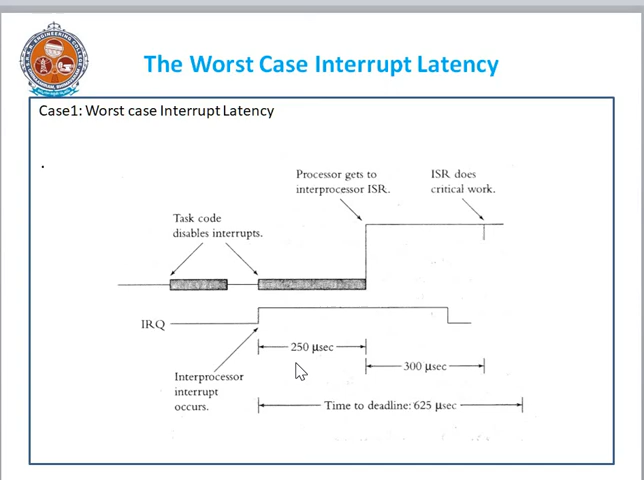 The Worst Case Interrupt Latency
Case1: Worst case Interrupt Latency
.
Processor gets to
interprocessor ISR.
ISR does
critical work.
Task code
disables interrupts.
IRQ
250 µsec
300 µsec
Interprocessor
interrupt
occurs.
Time to deadline: 625 µsec